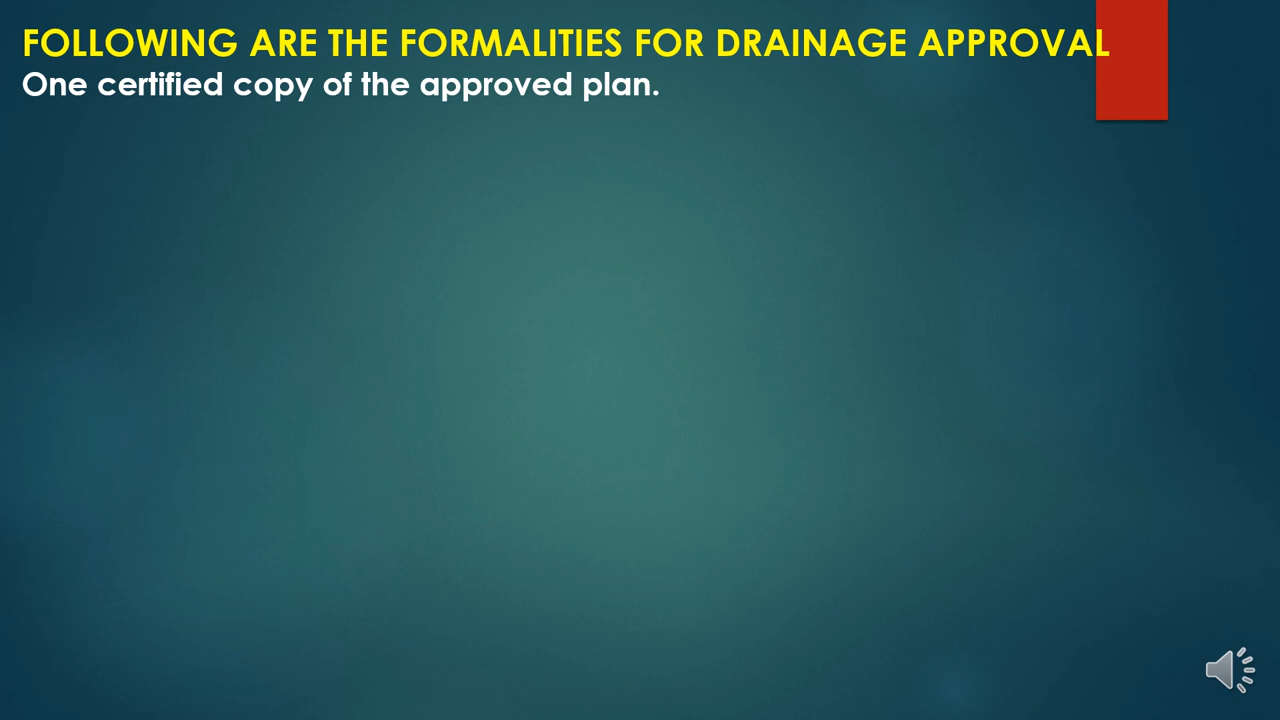 FOLLOWING ARE THE FORMALITIES FOR DRAINAGE APPROVAL
One certified copy of the approved plan.